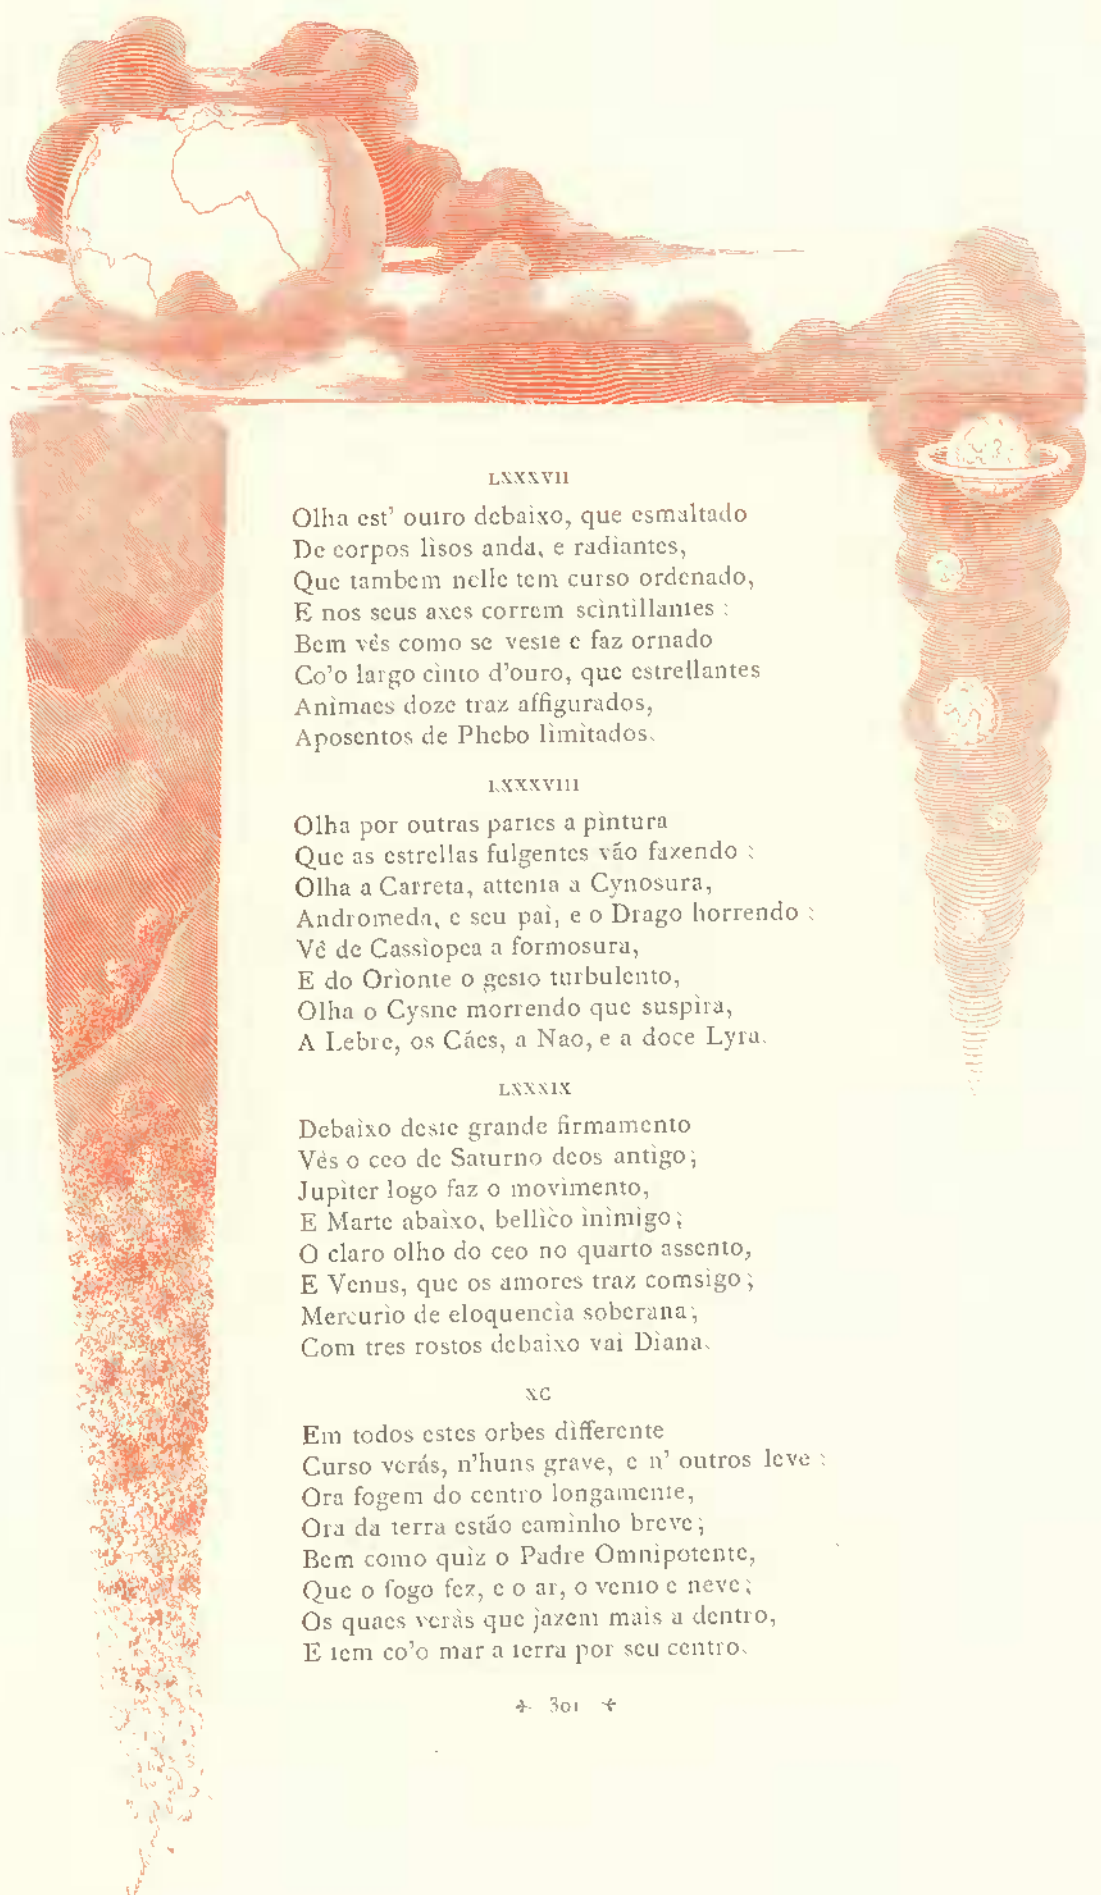 LXXXVII
Olha est' outro debaixo, que esmaltado
De corpos lisos anda, e radiantes,
Que tambem nelle tem curso ordenado,
E nos seus axes correm scintillantes :
Bem vês como se veste e faz ornado
Co'o largo cinto d'ouro, que estrellantes
Animaes doze traz affigurados,
Aposentos de Phebo limitados.
LXXXVIII
Olha por outras partes a pintura
Que as estrellas fulgentes vão fazendo :
Olha a Carreta, attenta a Cynosura,
Andromeda, e seu pai, e o Drago horrendo :
Vê de Cassiopea a formosura,
E do Orionte o gesto turbulento,
Olha o Cysne morrendo que suspira,
A Lebre, os Cães, a Nao, e a doce Lyra.
LXXXIX
Debaixo deste grande firmamento
Vês o ceo de Saturno deos antigo;
Jupiter logo faz o movimento,
E Marte abaixo, bellico inimigo;
O claro olho do ceo no quarto assento,
E Venus, que os amores traz comsigo;
Mercurio de eloquencia soberana;
Com tres rostos debaixo vai Diana.
XC
Em todos estes orbes differente
Curso verás, n'huns grave, e n' outros leve :
Ora fogem do centro longamente,
Ora da terra estão caminho breve;
Bem como quiz o Padre Omnipotente,
Que o fogo fez, e o ar, o vento e neve;
Os quaes verás que jazem mais a dentro,
E tem co'o mar a terra por seu centro.
301